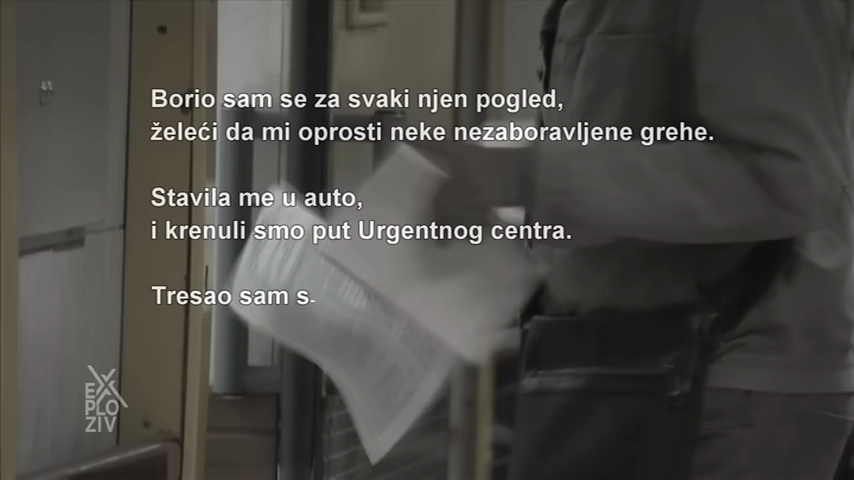 Borio sam se za svaki njen pogled,
želeći da mi oprosti neke nezaboravljene grehe.
Stavila me u auto,
i krenuli smo put Urgentnog centra.
Tresao sam s-
EX
PLO
ZIV